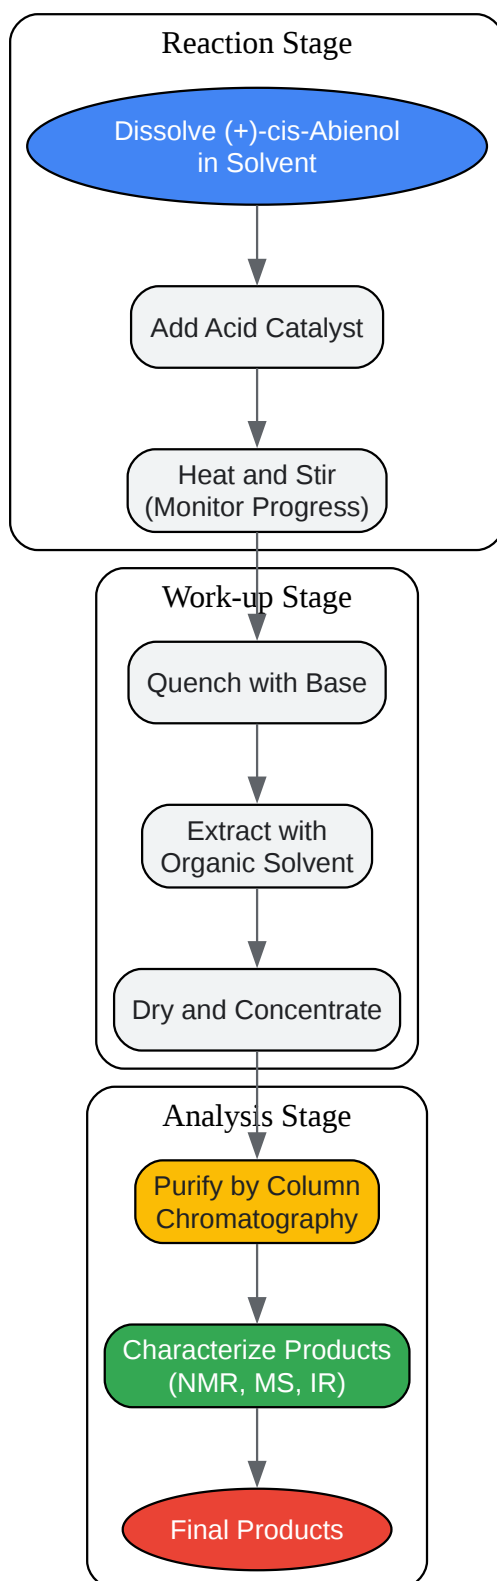 Reaction Stage
Dissolve (+)-cis-Abienol
in Solvent
Add Acid Catalyst
Heat and Stir
(Monitor Progress)
Work-up Stage
Quench with Base
Extract with
Organic Solvent
Dry and Concentrate
Analysis Stage
Purify by Column
Chromatography
Characterize Products
(NMR, MS, IR)
Final Products